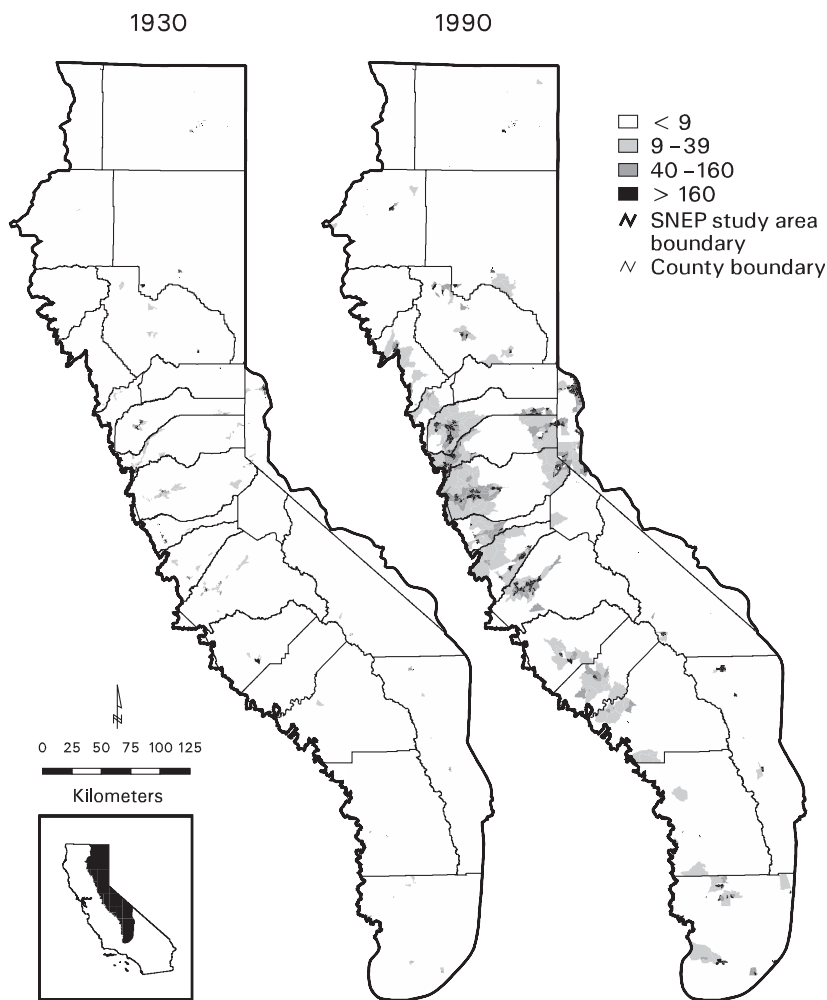 1930
1990
< 9
9–39
40–160
> 160
SNEP study area
boundary
County boundary
N
0 25 50 75 100 125
Kilometers